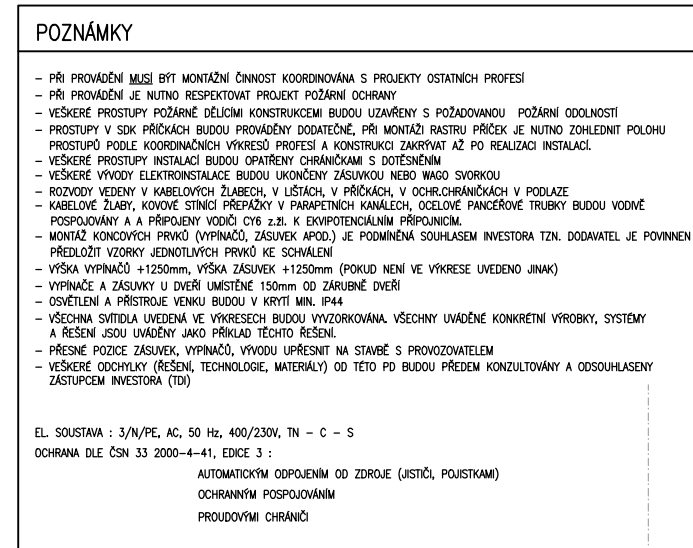 POZNÁMKY
– PŘI PROVÁDĚNÍ MUSÍ BÝT MONTÁŽNÍ ČINNOST KOORDINOVÁNA S PROJEKTY OSTATNÍCH PROFESÍ
– PŘI PROVÁDĚNÍ JE NUTNO RESPEKTOVAT PROJEKT POŽÁRNÍ OCHRANY
– VEŠKERÉ PROSTUPY POŽÁRNĚ DĚLÍCÍMI KONSTRUKCEMI BUDOU UZAVŘENY S POŽADOVANOU POŽÁRNÍ ODOLNOSTÍ
– PROSTUPY V SDK PŘÍČKÁCH BUDOU PROVÁDĚNY DODATEČNĚ, PŘI MONTÁŽI RASTRU PŘÍČEK JE NUTNO ZOHLEDNIT POLOHU
PROSTUPŮ PODLE KOORDINAČNÍCH VÝKRESŮ PROFESÍ A KONSTRUKCI ZAKRÝVAT AŽ PO REALIZACI INSTALACÍ.
– VEŠKERÉ PROSTUPY INSTALACÍ BUDOU OPATŘENY CHRÁNIČKAMI S DOTĚSNĚNÍM
– VEŠKERÉ VÝVODY ELEKTROINSTALACE BUDOU UKONČENY ZÁSUVKOU NEBO WAGO SVORKOU
– ROZVODY VEDENY V KABELOVÝCH ŽLABECH, V LIŠTÁCH, V PŘÍČKÁCH, V OCHR.CHRÁNIČKÁCH V PODLAZE
– KABELOVÉ ŽLABY, KOVOVÉ STÍNÍCÍ PŘEPÁŽKY V PARAPETNÍCH KANÁLECH, OCELOVÉ PANCÉŘOVÉ TRUBKY BUDOU VODIVĚ
POSPOJOVÁNY A A PŘIPOJENY VODIČI CY6 z.žl. K EKVIPOTENCIÁLNÍM PŘÍPOJNICÍM.
– MONTÁŽ KONCOVÝCH PRVKŮ (VYPÍNAČŮ, ZÁSUVEK APOD.) JE PODMÍNĚNÁ SOUHLASEM INVESTORA TZN. DODAVATEL JE POVINNEN
PŘEDLOŽIT VZORKY JEDNOTLIVÝCH PRVKŮ KE SCHVÁLENÍ
– VÝŠKA VYPÍNAČŮ +1250mm, VÝŠKA ZÁSUVEK +1250mm (POKUD NENÍ VE VÝKRESE UVEDENO JINAK)
– VYPÍNAČE A ZÁSUVKY U DVEŘÍ UMÍSTĚNÉ 150mm OD ZÁRUBNĚ DVEŘÍ
– OSVĚTLENÍ A PŘÍSTROJE VENKU BUDOU V KRYTÍ MIN. IP44
– VŠECHNA SVÍTIDLA UVEDENÁ VE VÝKRESECH BUDOU VYVZORKOVÁNA. VŠECHNY UVÁDĚNÉ KONKRÉTNÍ VÝROBKY, SYSTÉMY
A ŘEŠENÍ JSOU UVÁDĚNY JAKO PŘÍKLAD TĚCHTO ŘEŠENÍ.
– PŘESNÉ POZICE ZÁSUVEK, VYPÍNAČŮ, VÝVODU UPŘESNIT NA STAVBĚ S PROVOZOVATELEM
– VEŠKERÉ ODCHYLKY (ŘEŠENÍ, TECHNOLOGIE, MATERIÁLY) OD TÉTO PD BUDOU PŘEDEM KONZULTOVÁNY A ODSOUHLASENY
ZÁSTUPCEM INVESTORA (TDI)
EL. SOUSTAVA : 3/N/PE, AC, 50 Hz, 400/230V, TN – C – S
OCHRANA DLE ČSN 33 2000–4–41, EDICE 3 :
AUTOMATICKÝM ODPOJENÍM OD ZDROJE (JISTIČI, POJISTKAMI)
OCHRANNÝM POSPOJOVÁNÍM
PROUDOVÝMI CHRÁNIČI